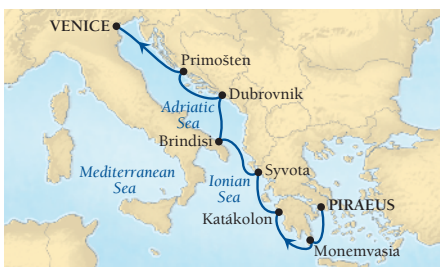 VENICE
Primošten
Dubrovnik
Adriatic
Sea
Brindisi
Mediterranean
Sea
Ionian
Sea
Syvota
Katákolon
PIRAEUS
Monemvasia